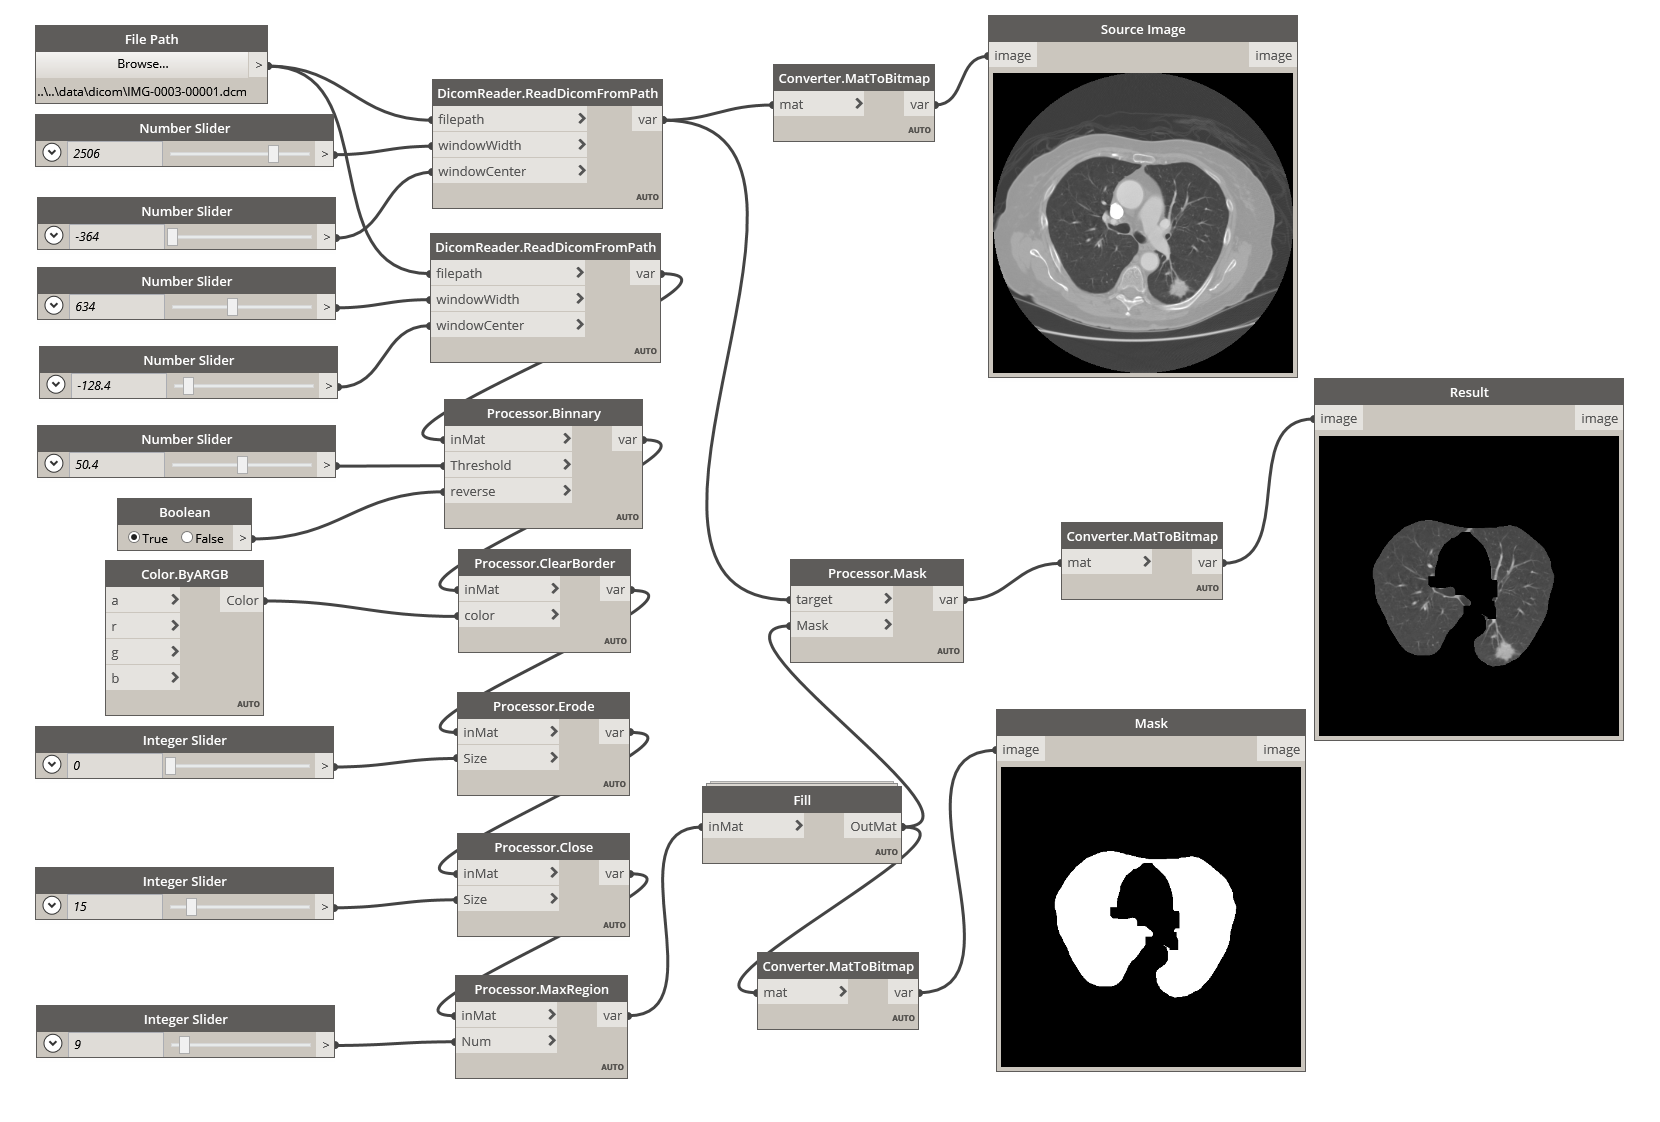 File Path
Browse... >
..\..\data\dicom\IMG-0003-00001.dcm
Number Slider
2506 >
Number Slider
-364 >
Number Slider
634 >
Number Slider
-128.4 >
Number Slider
50.4 >
Boolean
True False >
Color.ByARGB
a > Color
r >
g >
b >
AUTO
Integer Slider
0 >
Integer Slider
15 >
Integer Slider
9 >
DicomReader.ReadDicomFromPath
filepath > var
windowWidth >
windowCenter >
AUTO
DicomReader.ReadDicomFromPath
filepath > var
windowWidth >
windowCenter >
AUTO
Processor.Binnary
inMat > var
Threshold >
reverse >
AUTO
Processor.ClearBorder
inMat > var
color >
AUTO
Processor.Erode
inMat > var
Size >
AUTO
Processor.Close
inMat > var
Size >
AUTO
Processor.MaxRegion
inMat > var
Num >
AUTO
Converter.MatToBitmap
mat > var
AUTO
Source Image
image image
Processor.Mask
target > var
Mask >
AUTO
Fill
inMat > OutMat
AUTO
Converter.MatToBitmap
mat > var
AUTO
Converter.MatToBitmap
mat > var
AUTO
Result
image image
Mask
image image